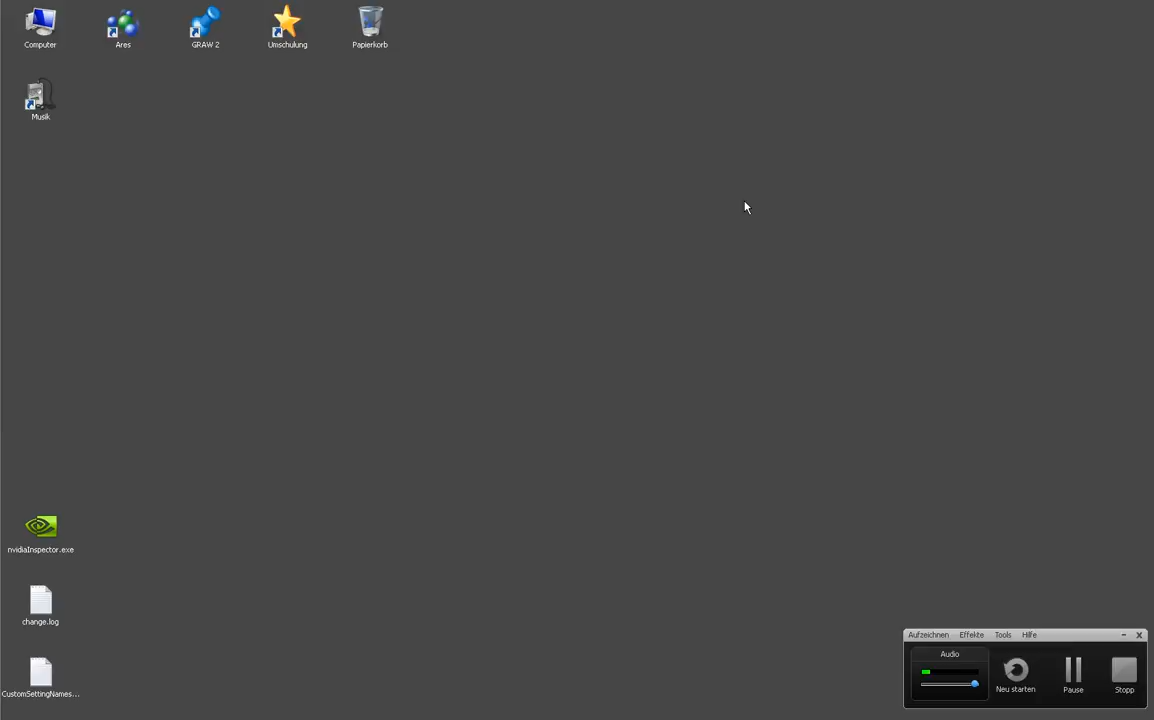 Computer
Ares
GRAW 2
Umschulung
Papierkorb
Musik
nvidiaInspector.exe
change.log
CustomSettingNames...
Aufzeichnen Effekte Tools Hilfe
Audio
Neu starten
Pause
Stopp